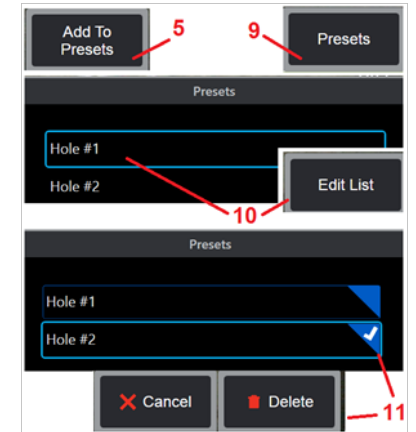 Add To
Presets
5
9
Presets
Presets
Hole #1
Hole #2
Edit List
10
Presets
Hole #1
Hole #2
Cancel
Delete
11